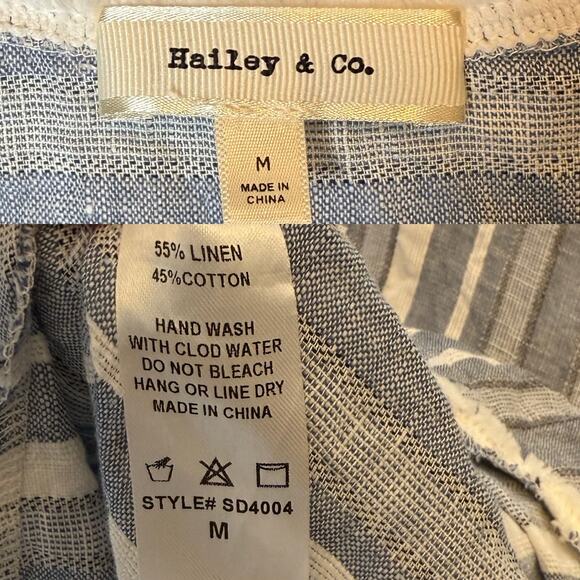 Hailey & Co.
M
MADE IN
CHINA
55% LINEN
45%COTTON
HAND WASH
WITH CLOD WATER
DO NOT BLEACH
HANG OR LINE DRY
MADE IN CHINA
STYLE# SD4004
M